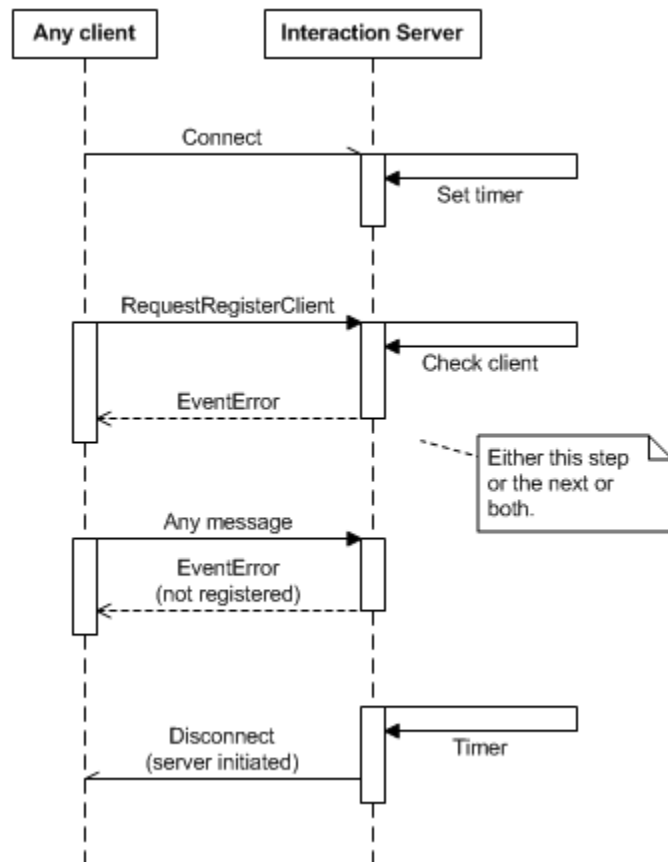 Any client
Interaction Server
Connect
Set timer
RequestRegisterClient
Check client
EventError
Either this step
or the next or
both.
Any message
EventError
(not registered)
Timer
Disconnect
(server initiated)